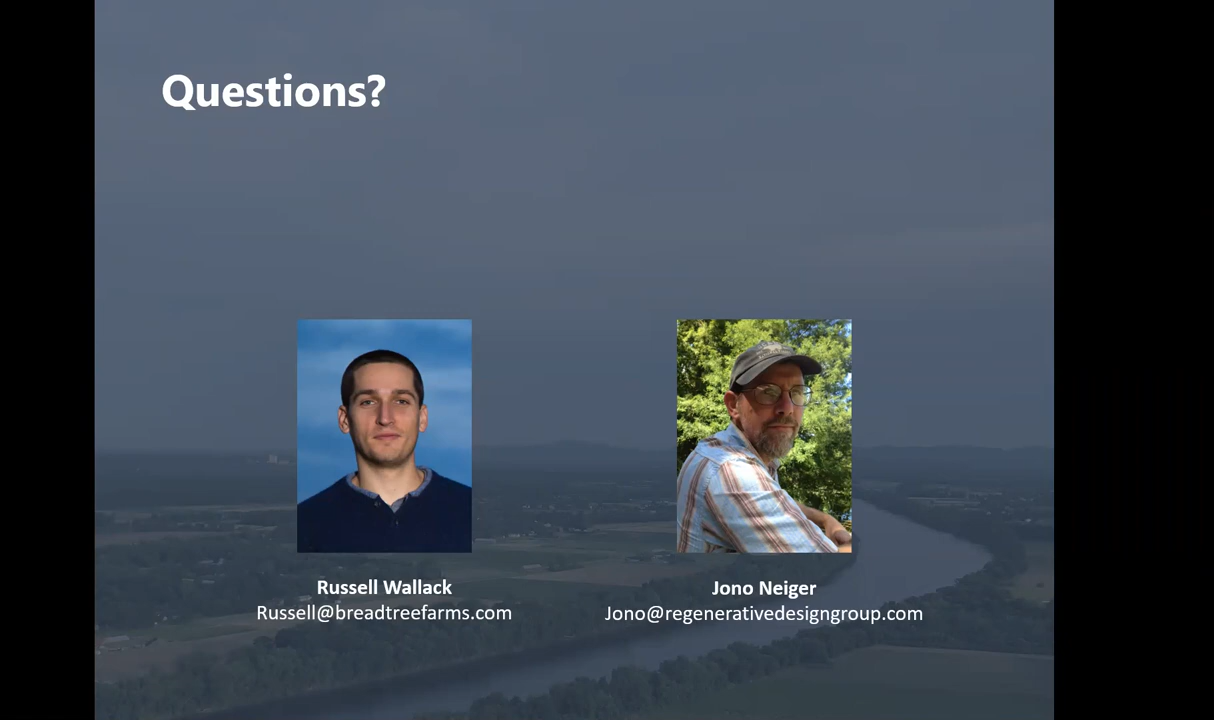 Questions?
Russell Wallack
Russell@breadtreefarms.com
Jono Neiger
Jono@regenerativedesigngroup.com